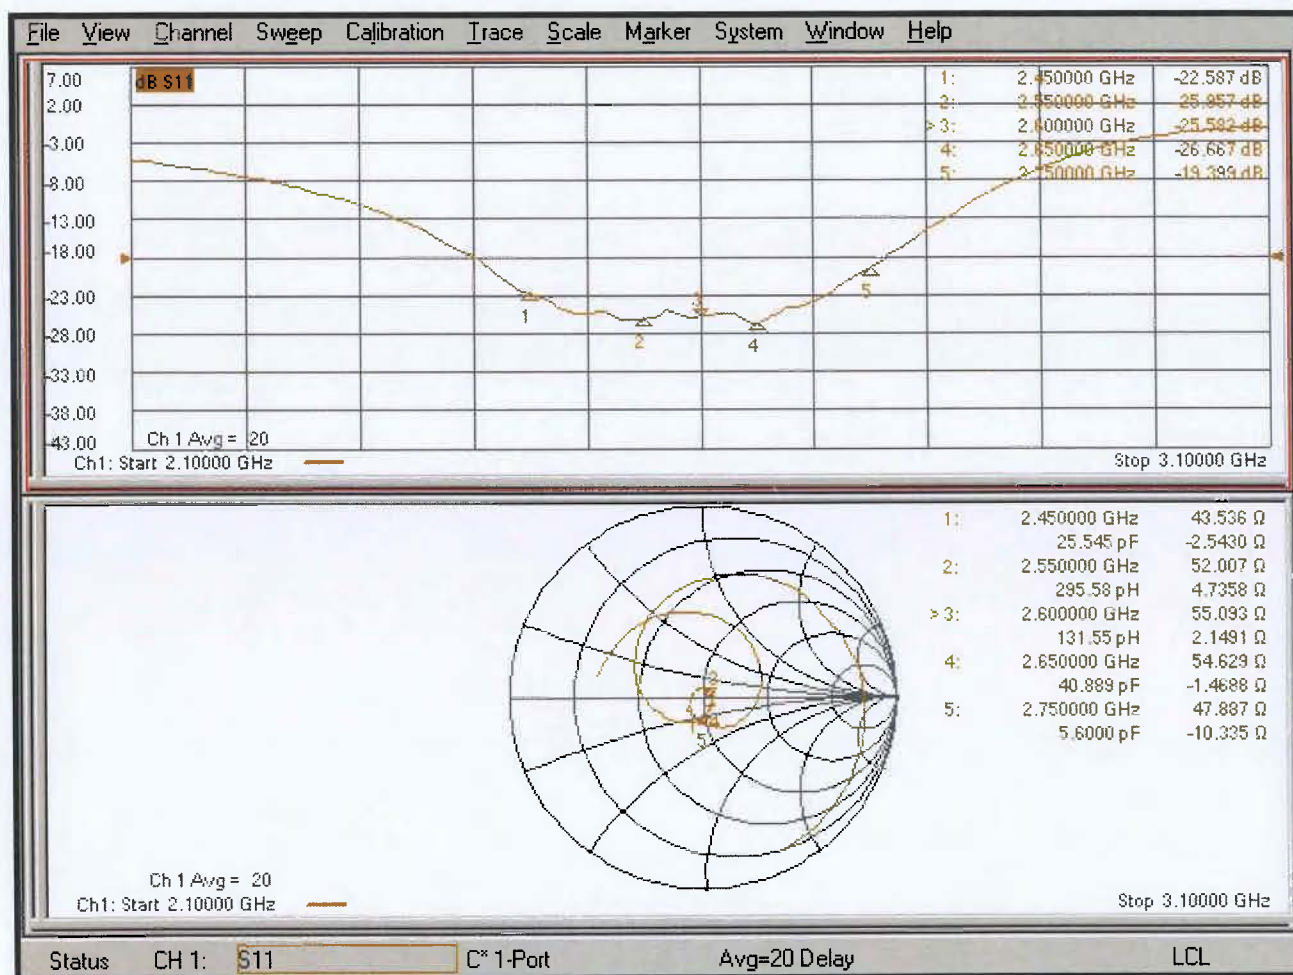 File View Channel Sweep Calibration Trace Scale Marker System Window Help
7.00
2.00
-3.00
-8.00
-13.00
-18.00
-23.00
-28.00
-33.00
-38.00
-43.00
dB S11
1: 2.450000 GHz -22.587 dB
2: 2.550000 GHz -25.957 dB
> 3: 2.600000 GHz -25.582 dB
4: 2.650000 GHz -26.667 dB
5: 2.750000 GHz -19.399 dB
1
2
3
4
5
Ch 1 Avg = 20
Ch1: Start 2.10000 GHz
Stop 3.10000 GHz
1: 2.450000 GHz 43.536 Ω
25.545 pF -2.5430 Ω
2: 2.550000 GHz 52.007 Ω
295.58 pH 4.7358 Ω
> 3: 2.600000 GHz 55.093 Ω
131.55 pH 2.1491 Ω
4: 2.650000 GHz 54.629 Ω
40.889 pF -1.4688 Ω
5: 2.750000 GHz 47.887 Ω
5.6000 pF -10.335 Ω
5
Ch 1 Avg = 20
Ch1: Start 2.10000 GHz
Stop 3.10000 GHz
Status CH 1: S11 C* 1-Port Avg=20 Delay LCL